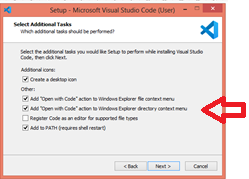 Setup - Microsoft Visual Studio Code (User)
Select Additional Tasks
Which additional tasks should be performed?
Select the additional tasks you would like Setup to perform while installing Visual Studio
Code, then click Next.
Additional icons:
Create a desktop icon
Other:
Add "Open with Code" action to Windows Explorer file context menu
Add "Open with Code" action to Windows Explorer directory context menu
Register Code as an editor for supported file types
Add to PATH (requires shell restart)
< Back
Next >
Cancel